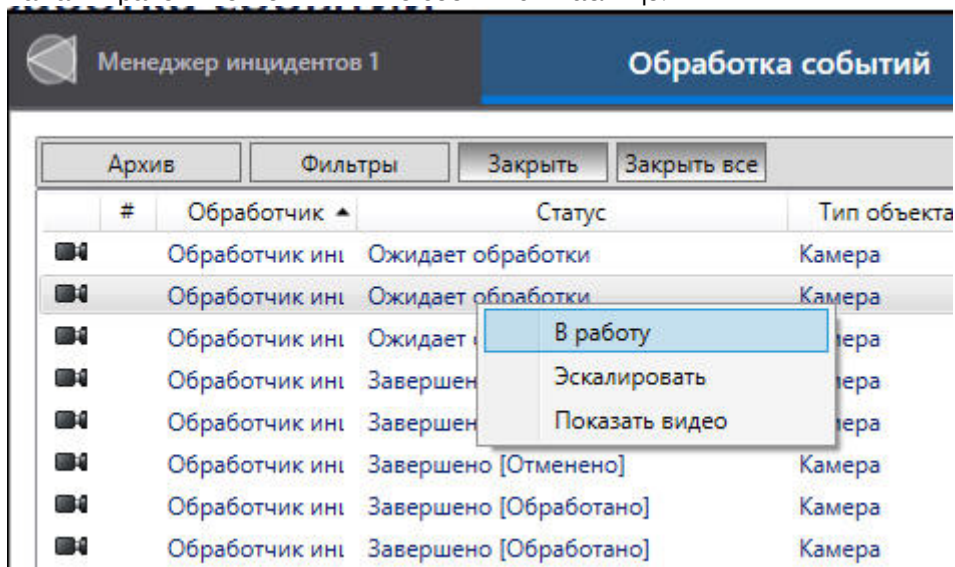 Менеджер инцидентов 1
Обработка событий
Архив Фильтры Закрыть Закрыть все
# Обработчик Статус Тип объекта
Обработчик инц Ожидает обработки Камера
Обработчик инц Ожидает обработки Камера
Обработчик инц Ожидает
В работу
Обработчик инц
Эскалировать
Обработчик инц
Показать видео
Обработчик инц Завершено [Отменено] Камера
Обработчик инц Завершено [Обработано] Камера
Обработчик инц Завершено [Обработано] Камера